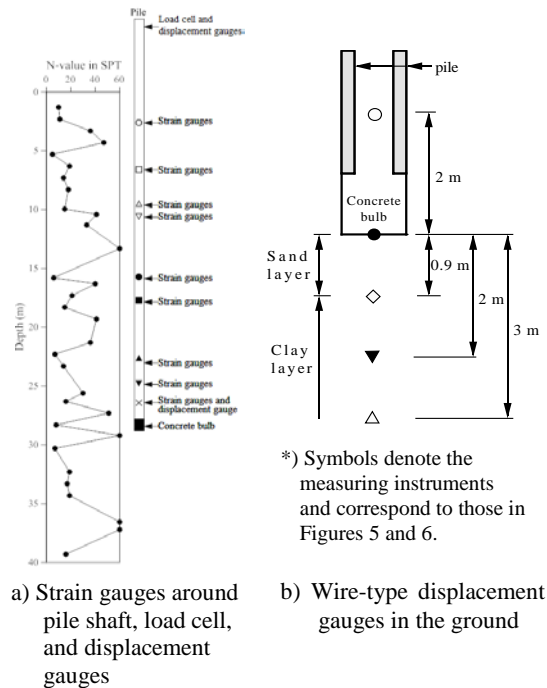 Pile
Load cell and
displacement gauges
N-value in SPT
0 20 40 60
0
5
10
15
20
25
30
35
40
Depth (m)
Strain gauges
Strain gauges
Strain gauges
Strain gauges
Strain gauges
Strain gauges
Strain gauges
Strain gauges
Strain gauges and
displacement gauge
Concrete bulb
pile
2 m
Concrete
bulb
Sand
layer
0.9 m
2 m
3 m
Clay
layer
*) Symbols denote the
measuring instruments
and correspond to those in
Figures 5 and 6.
a) Strain gauges around
pile shaft, load cell,
and displacement
gauges
b) Wire-type displacement
gauges in the ground